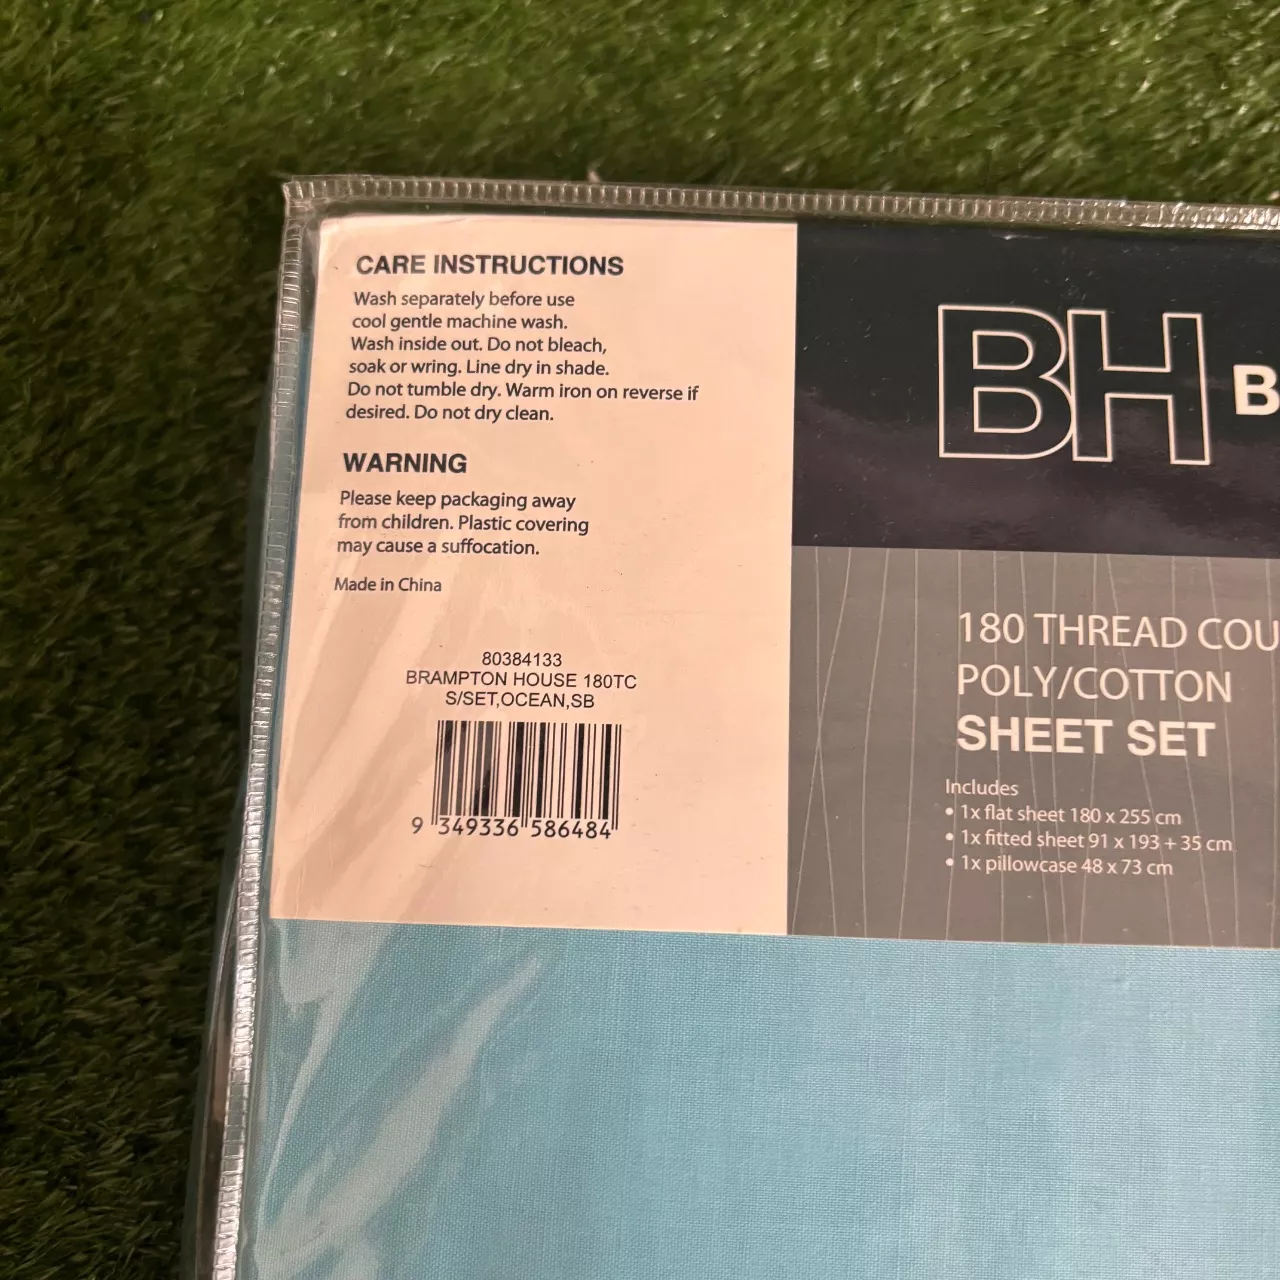 CARE INSTRUCTIONS
Wash separately before use
cool gentle machine wash.
Wash inside out. Do not bleach,
soak or wring. Line dry in shade.
Do not tumble dry. Warm iron on reverse if
desired. Do not dry clean.
WARNING
Please keep packaging away
from children. Plastic covering
may cause a suffocation.
Made in China
80384133
BRAMPTON HOUSE 180TC
S/SET,OCEAN,SB
9 349336 586484
BH B
180 THREAD COU
POLY/COTTON
SHEET SET
Includes
• 1x flat sheet 180 x 255 cm
• 1x fitted sheet 91 x 193 + 35 cm
• 1x pillowcase 48 x 73 cm